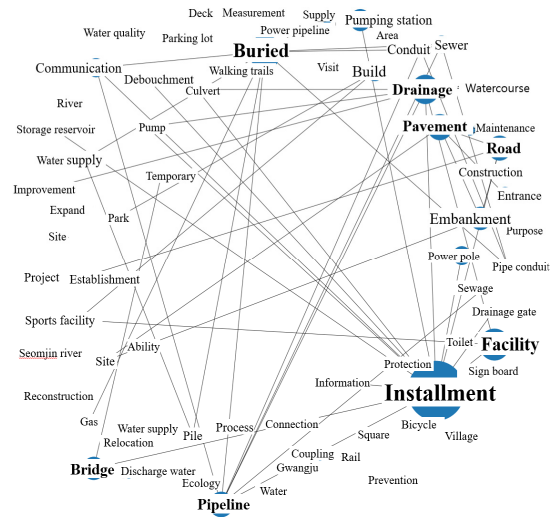 Deck Measurement Supply
Pumping station
Water quality
Parking lot
Power pipeline
Area
Buried
Conduit
Sewer
Communication
Walking trails
Visit
Build
Debouchment
Culvert
Drainage
Watercourse
River
Storage reservoir
Pump
Pavement
Maintenance
Road
Water supply
Temporary
Construction
Improvement
Entrance
Expand
Park
Embankment
Purpose
Site
Power pole
Pipe conduit
Project
Establishment
Sewage
Sports facility
Drainage gate
Seomjin river
Ability
Toilet
Facility
Site
Protection
Sign board
Information
Installment
Reconstruction
Gas
Water supply
Pile
Process
Connection
Bicycle
Village
Relocation
Square
Bridge
Discharge water
Coupling
Rail
Gwangju
Ecology
Water
Prevention
Pipeline